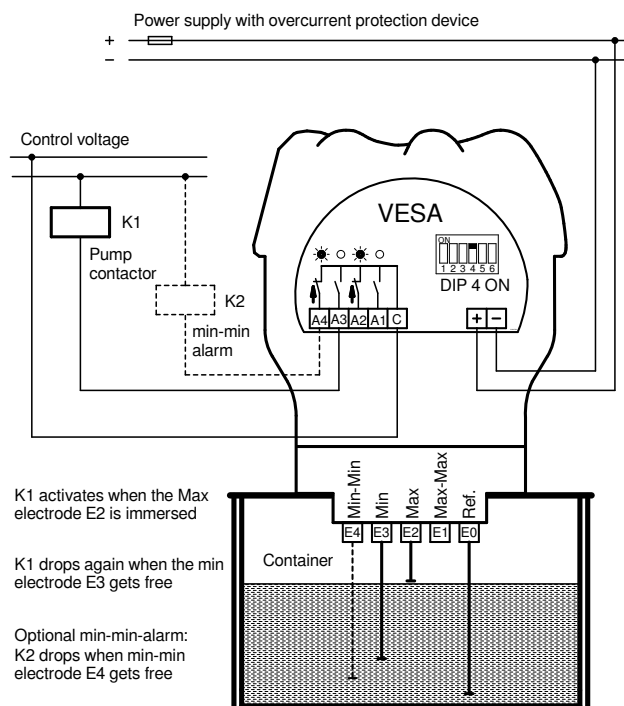 Power supply with overcurrent protection device
+
−
Control voltage
K1
Pump
contactor
K2
min-min
alarm
VESA
ON
1 2 3 4 5 6
DIP 4 ON
A4 A3 A2 A1 C
+ −
Min-Min
Min
Max
Max-Max
Ref.
E4 E3 E2 E1 E0
Container
K1 activates when the Max
electrode E2 is immersed
K1 drops again when the min
electrode E3 gets free
Optional min-min-alarm:
K2 drops when min-min
electrode E4 gets free